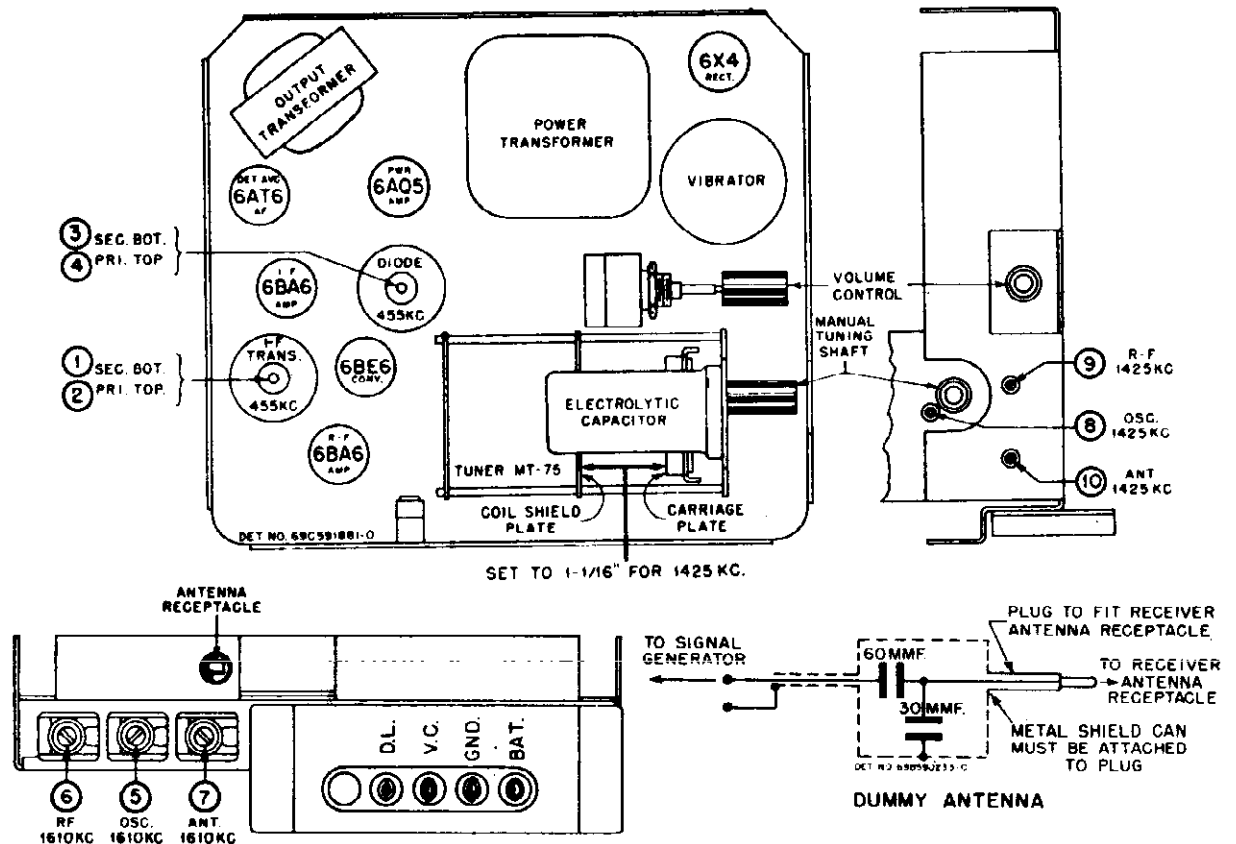 OUTPUT
TRANSFORMER
POWER
TRANSFORMER
6X4
RECT.
VIBRATOR
DET AVC
6AT6
AF
PWR
6AQ5
AMP
3 SEC. BOT.
4 PRI. TOP
I F
6BA6
AMP
DIODE
455KC
1 SEC. BOT.
2 PRI. TOP.
I-F
TRANS.
455KC
6BE6
CONV.
R-F
6BA6
AMP
ELECTROLYTIC
CAPACITOR
TUNER MT-75
COIL SHIELD
PLATE
CARRIAGE
PLATE
DET NO. 69C591881-O
SET TO 1-1/16" FOR 1425 KC.
VOLUME
CONTROL
MANUAL
TUNING
SHAFT
9 R-F
1425KC
8 OSC.
1425KC
10 ANT
1425KC
ANTENNA
RECEPTACLE
D.L.
V.C.
GND.
BAT.
6
RF
1610KC
5
OSC.
1610KC
7
ANT.
1610KC
TO SIGNAL
GENERATOR
60MMF.
30MMF.
PLUG TO FIT RECEIVER
ANTENNA RECEPTACLE
TO RECEIVER
ANTENNA
RECEPTACLE
METAL SHIELD CAN
MUST BE ATTACHED
TO PLUG
DET NO.
DUMMY ANTENNA